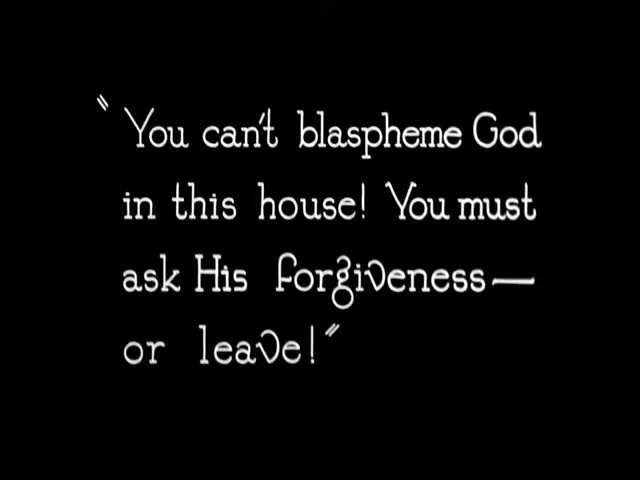 "You can't blaspheme God
in this house! You must
ask His forgiveness—
or leave!"